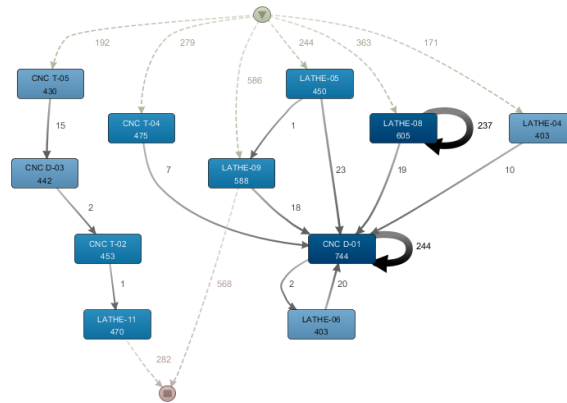 192
279
244
363
171
586
CNC T-05
430
LATHE-05
450
CNC T-04
475
LATHE-08
605
237
LATHE-04
403
15
1
7
23
19
10
CNC D-03
442
LATHE-09
588
2
18
CNC T-02
453
CNC D-01
744
244
568
2
20
1
LATHE-11
470
LATHE-06
403
282